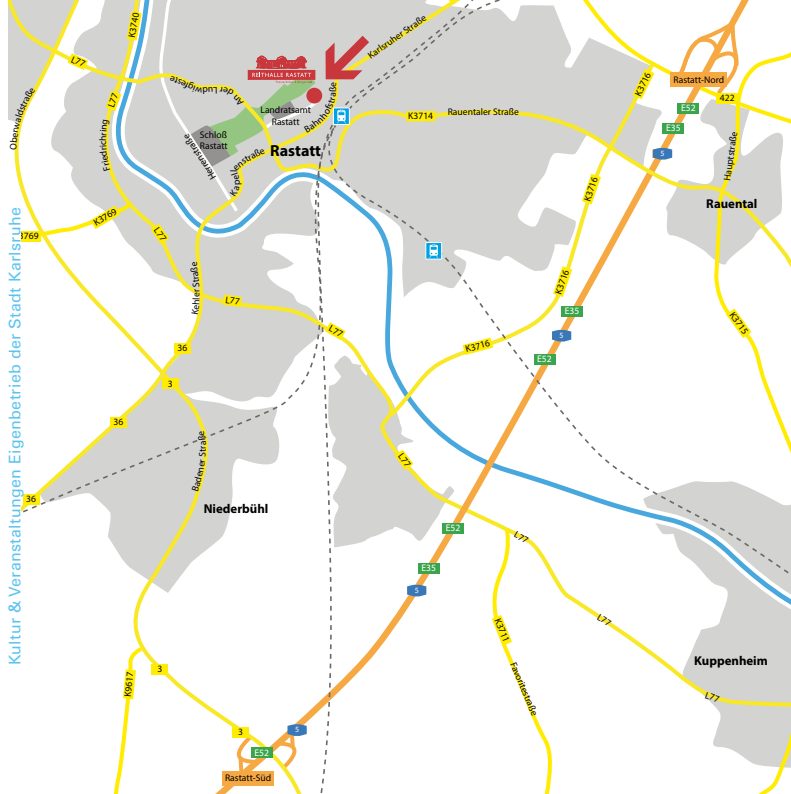 K3740
L77
Karlsruher Straße
REITHALLE RASTATT
Rastatt-Nord
K3716
422
E52
E35
5
Oberwaldstraße
L77
An der Ludwigfeste
Landratsamt
Rastatt
Bahnhofstraße
K3714
Rauentaler Straße
Friedrichring
Schloß
Rastatt
Herrenstraße
Kapellenstraße
Rastatt
Hauptstraße
Rauental
K3716
K3769
3769
L77
Kehler Straße
L77
L77
K3716
E35
5
E52
K3716
K3715
36
3
36
36
Badener Straße
Niederbühl
L77
E52
L77
E35
5
K3711
L77
Favoritestraße
Kuppenheim
L77
3
K9617
3
5
E52
Rastatt-Süd
Kultur & Veranstaltungen Eigenbetrieb der Stadt Karlsruhe